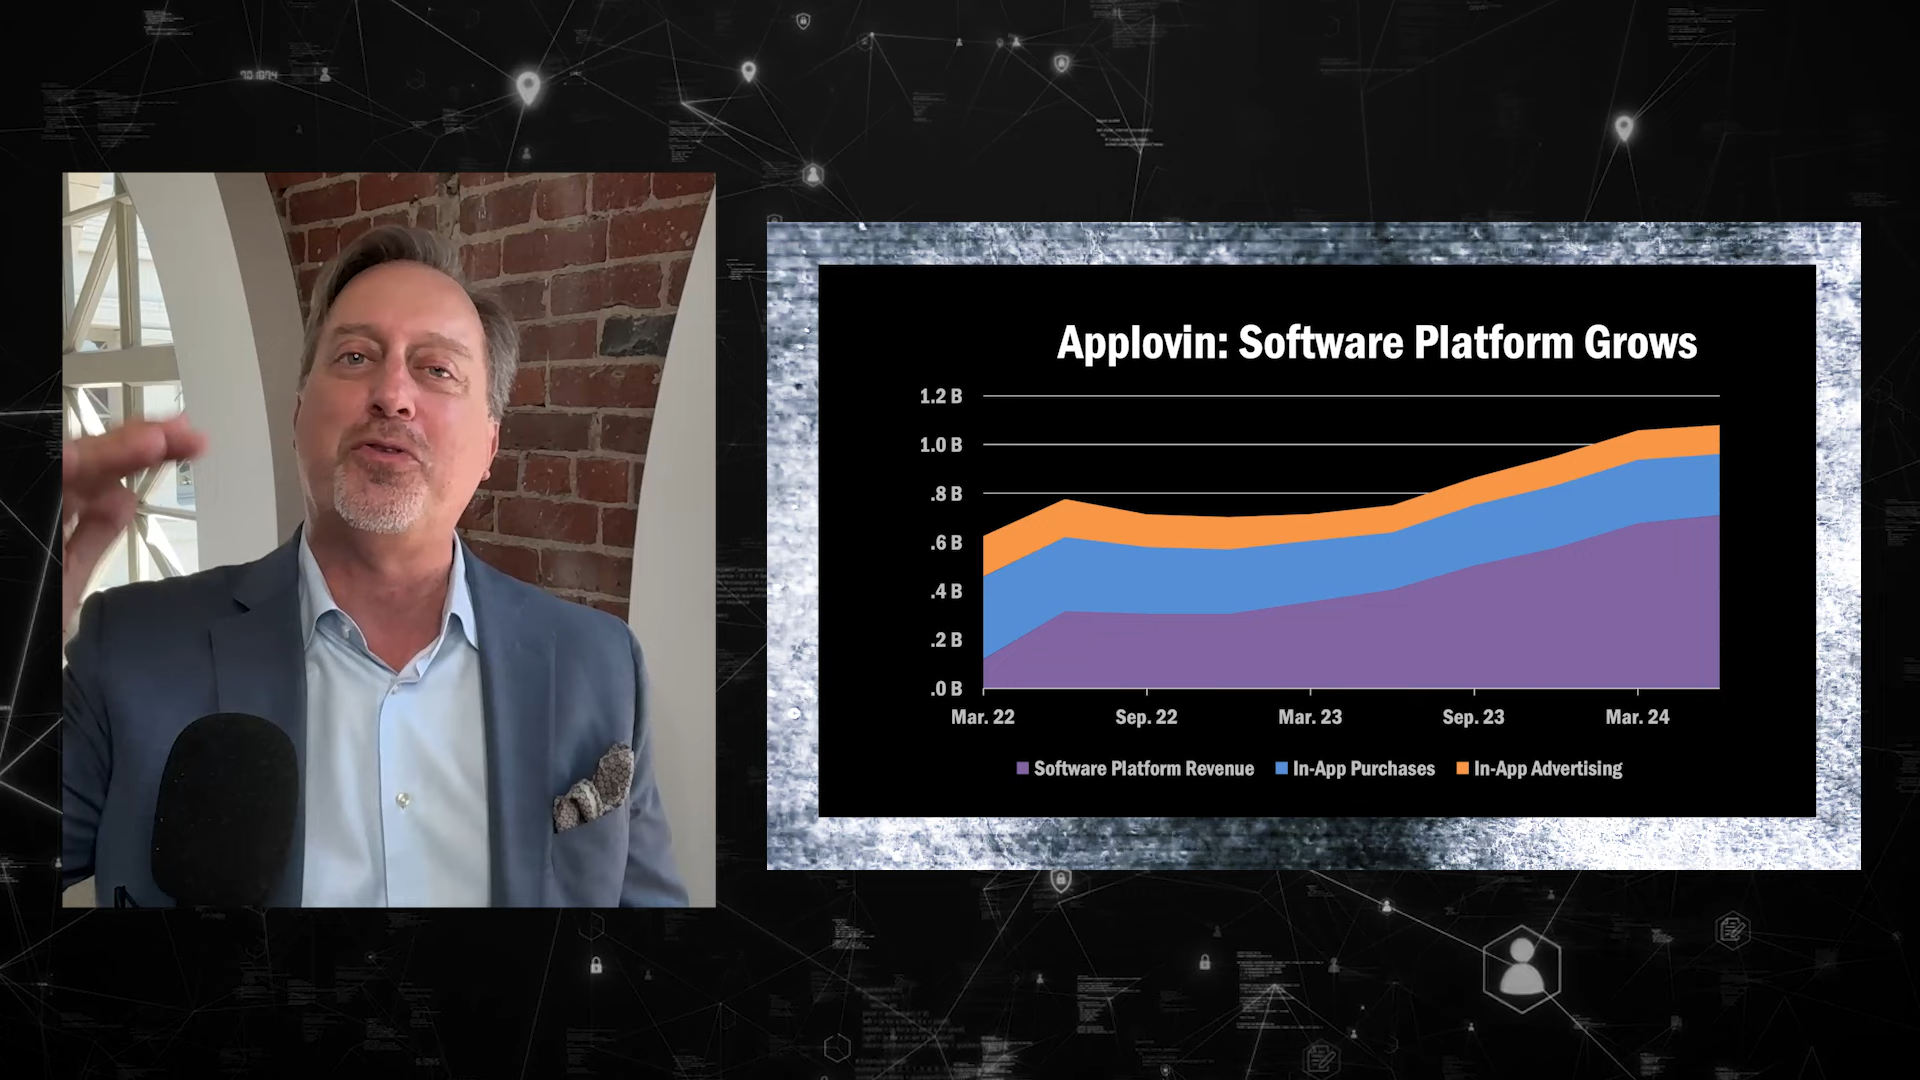 Applovin: Software Platform Grows
1.2 B
1.0 B
.8 B
.6 B
.4 B
.2 B
.0 B
Mar. 22 Sep. 22 Mar. 23 Sep. 23 Mar. 24
Software Platform Revenue In-App Purchases In-App Advertising